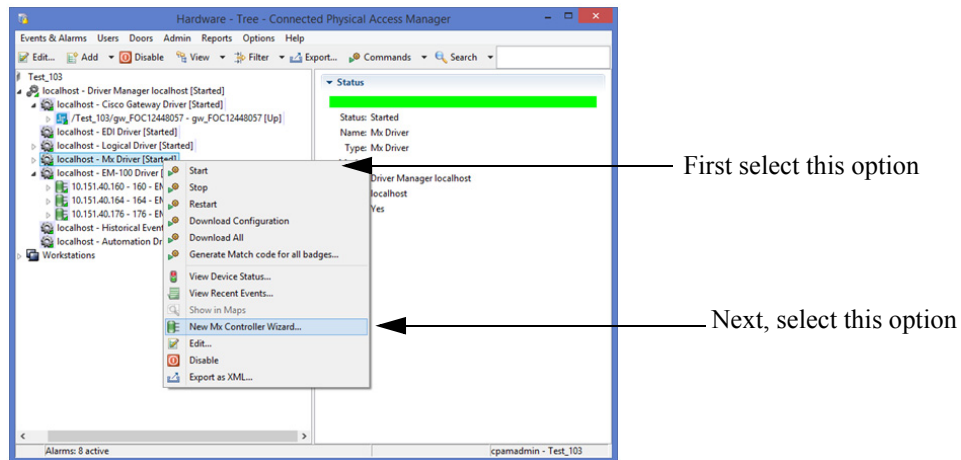 Hardware - Tree - Connected Physical Access Manager
Events & Alarms Users Doors Admin Reports Options Help
Edit... Add Disable View Filter Export... Commands Search
Test_103
localhost - Driver Manager localhost [Started]
localhost - Cisco Gateway Driver [Started]
/Test_103/gw_FOC12448057 - gw_FOC12448057 [Up]
localhost - EDI Driver [Started]
localhost - Logical Driver [Started]
localhost - Mx Driver [Started]
localhost - EM-100 Driver [
10.151.40.160 - 160 - EM
10.151.40.164 - 164 - EM
10.151.40.176 - 176 - EM
localhost - Historical Event
localhost - Automation Dr
Workstations
Start
Stop
Restart
Download Configuration
Download All
Generate Match code for all badges...
View Device Status...
View Recent Events...
Show in Maps
New Mx Controller Wizard...
Edit...
Disable
Export as XML...
Status
Status: Started
Name: Mx Driver
Type: Mx Driver
Driver Manager localhost
localhost
Yes
First select this option
Next, select this option
Alarms: 8 active
cpamadmin - Test_103